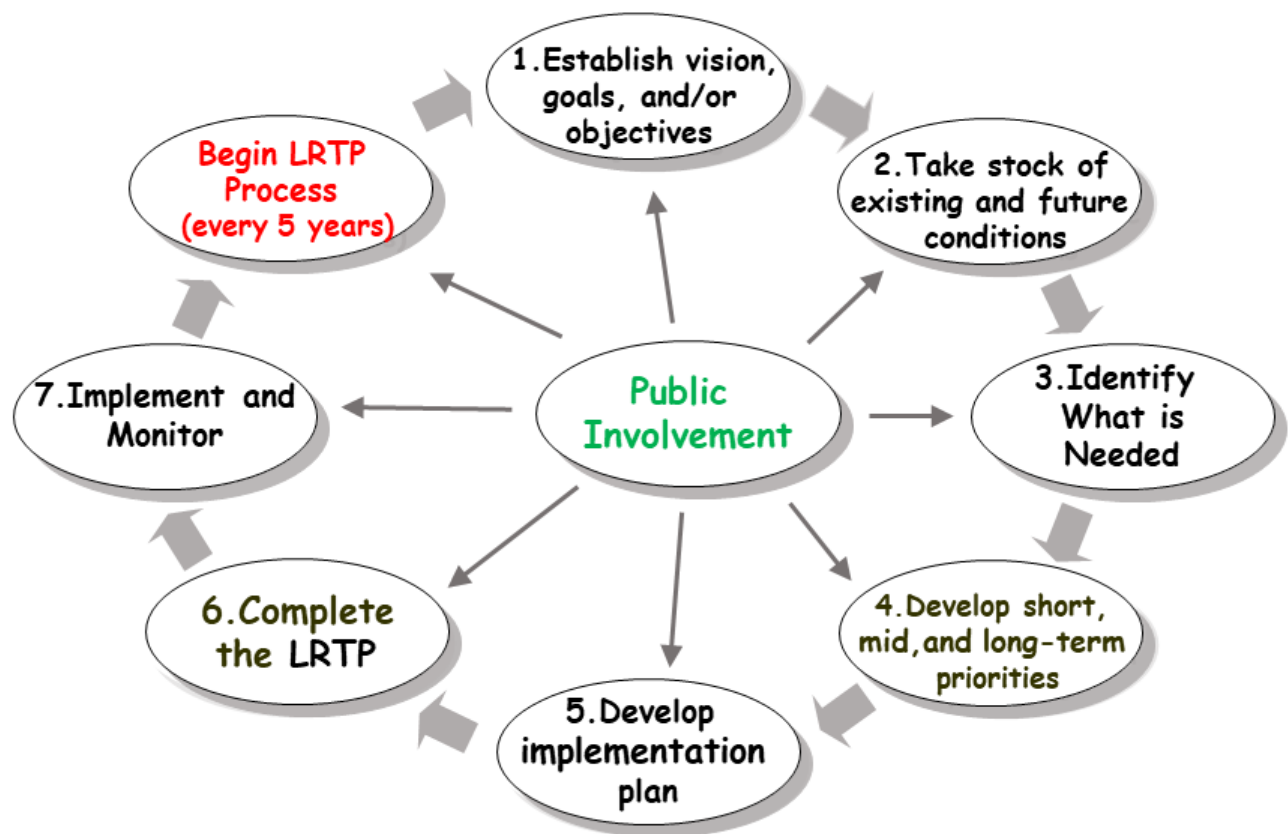 Begin LRTP
Process
(every 5 years)
1.Establish vision,
goals, and/or
objectives
2.Take stock of
existing and future
conditions
3.Identify
What is
Needed
4.Develop short,
mid,and long-term
priorities
5.Develop
implementation
plan
6.Complete
the LRTP
7.Implement and
Monitor
Public
Involvement